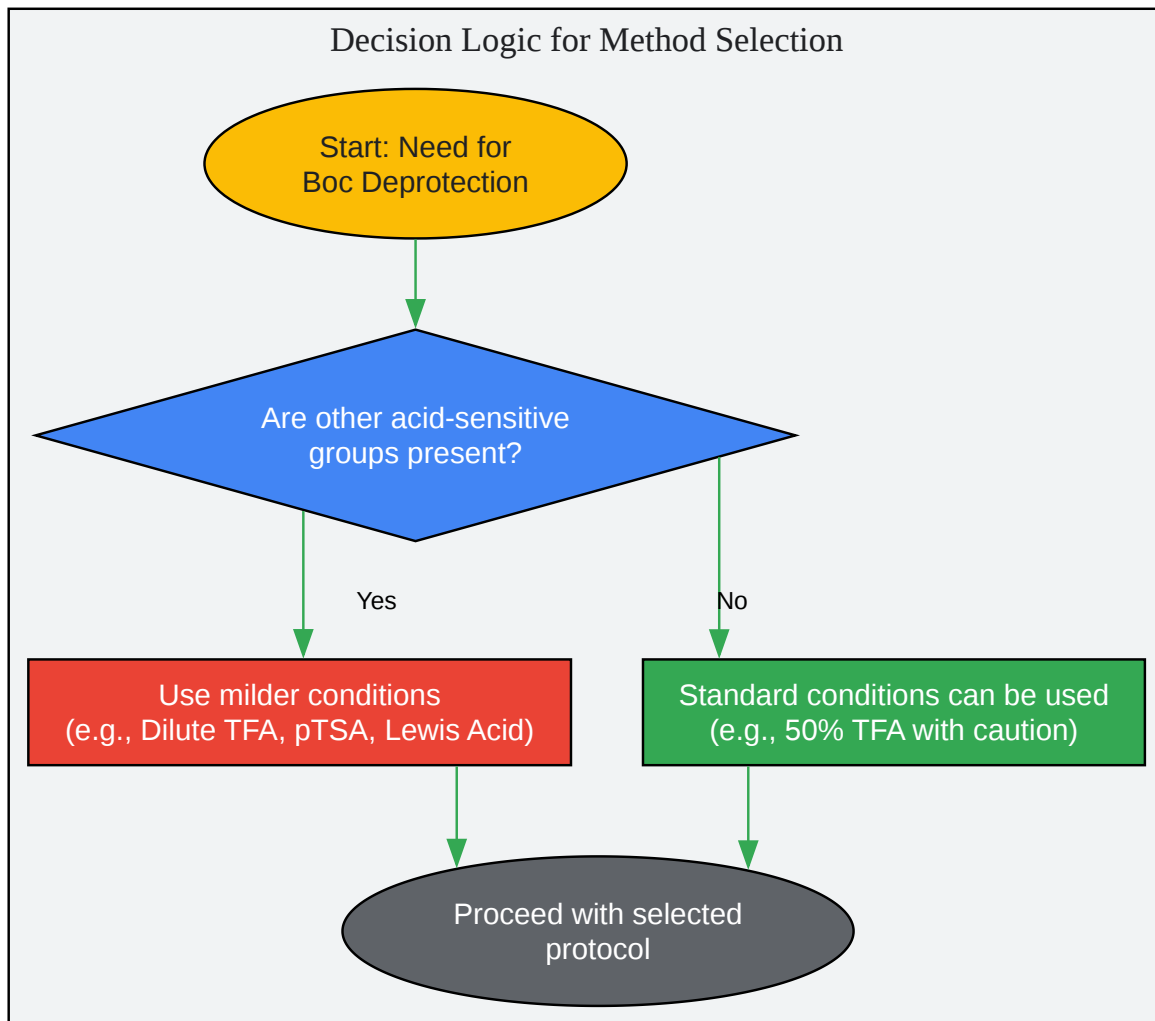 Decision Logic for Method Selection
Start: Need for
Boc Deprotection
Are other acid-sensitive
groups present?
Yes
No
Use milder conditions
(e.g., Dilute TFA, pTSA, Lewis Acid)
Standard conditions can be used
(e.g., 50% TFA with caution)
Proceed with selected
protocol